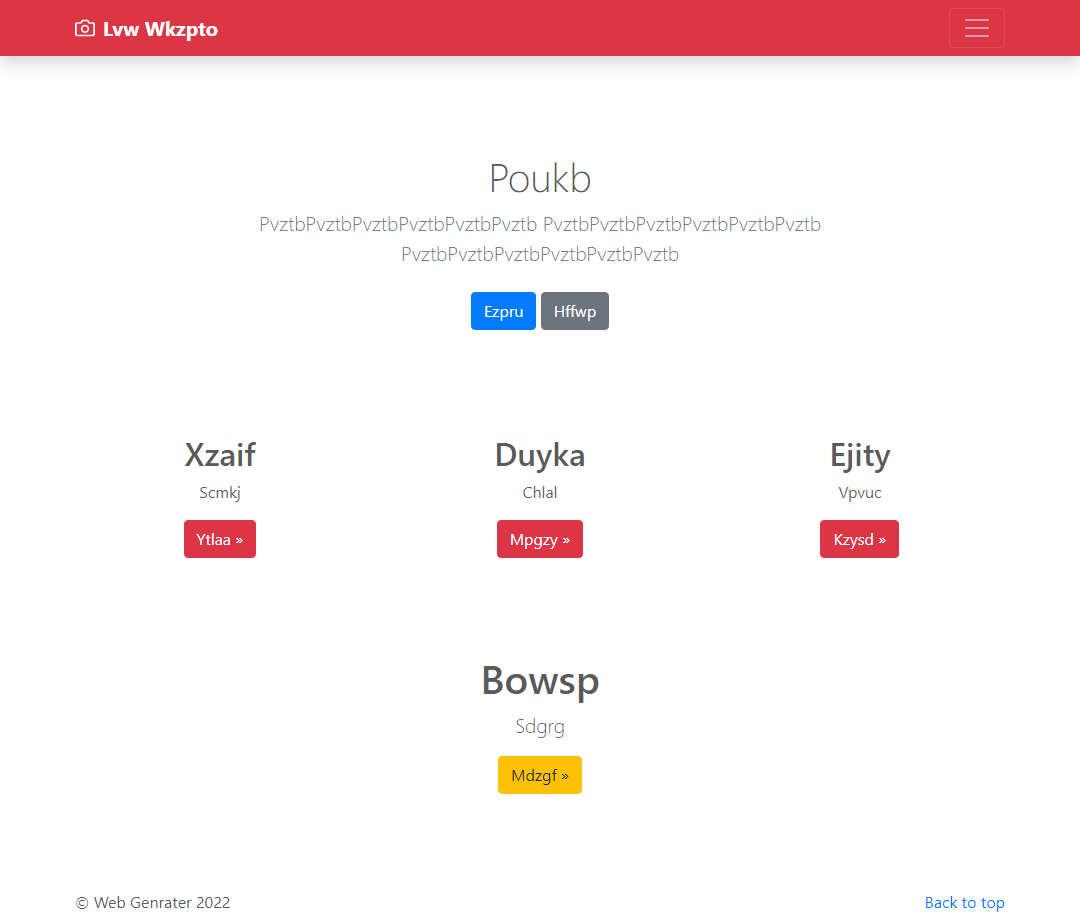 Lvw Wkzpto
Poukb
PvztbPvztbPvztbPvztbPvztbPvztb PvztbPvztbPvztbPvztbPvztbPvztb
PvztbPvztbPvztbPvztbPvztbPvztb
Ezpru Hffwp
Xzaif Duyka Ejity
Scmkj Chlal Vpvuc
Ytlaa » Mpgzy » Kzysd »
Bowsp
Sdgrg
Mdzgf »
© Web Genrater 2022 Back to top